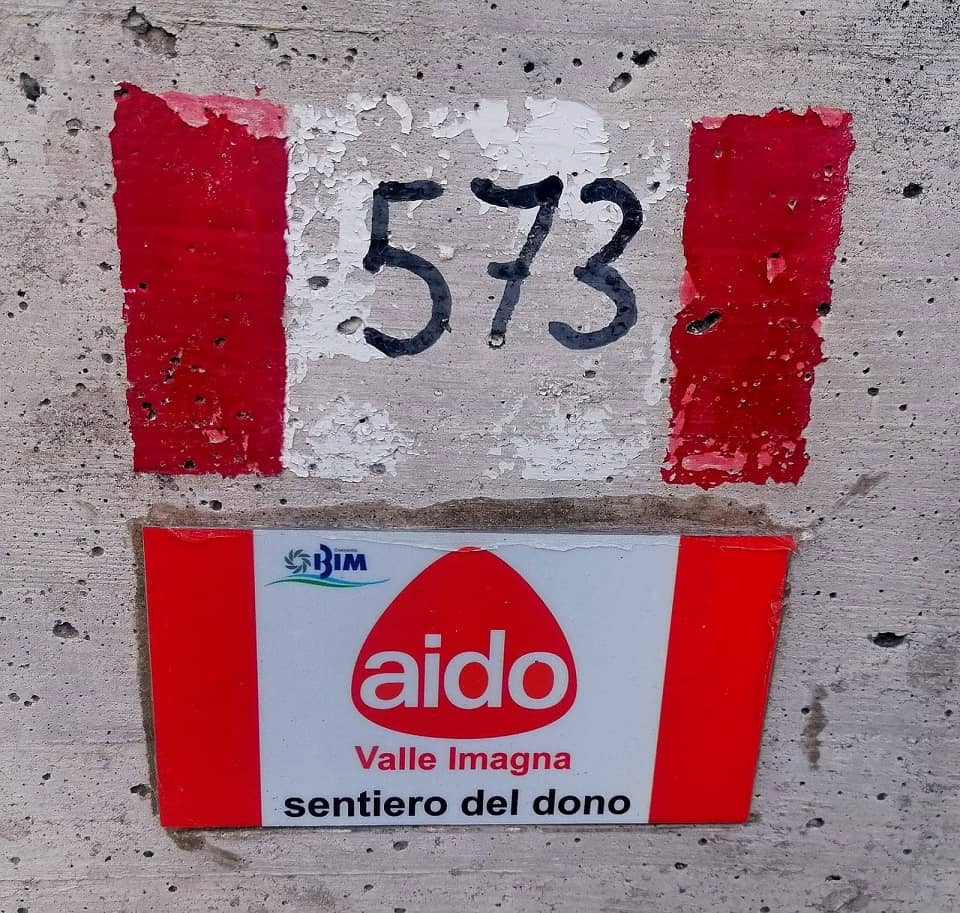 573
BIM
aido
Valle Imagna
sentiero del dono